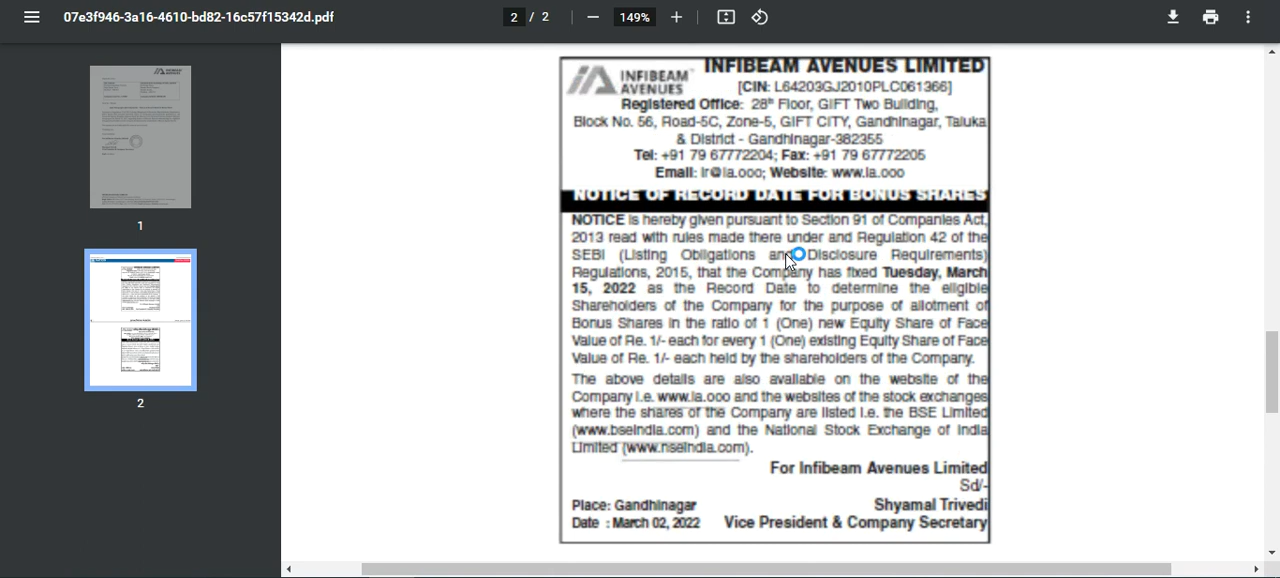 07e3f946-3a16-4610-bd82-16c57f15342d.pdf
2 / 2
149%
1
2
INFIBEAM AVENUES
INFIBEAM AVENUES LIMITED
[CIN: L64203GJ2010PLC061366]
Registered Office: 28th Floor, GIFT Two Building,
Block No. 56, Road-5C, Zone-5, GIFT CITY, Gandhinagar, Taluka
& District - Gandhinagar-382355
Tel: +91 79 67772204; Fax: +91 79 67772205
Email: ir@ia.ooo; Website: www.ia.ooo
NOTICE OF RECORD DATE FOR BONUS SHARES
NOTICE is hereby given pursuant to Section 91 of Companies Act,
2013 read with rules made there under and Regulation 42 of the
SEBI (Listing Obligations and Disclosure Requirements)
Regulations, 2015, that the Company has fixed Tuesday, March
15, 2022 as the Record Date to determine the eligible
Shareholders of the Company for the purpose of allotment of
Bonus Shares in the ratio of 1 (One) new Equity Share of Face
Value of Re. 1/- each for every 1 (One) existing Equity Share of Face
Value of Re. 1/- each held by the shareholders of the Company.
The above details are also available on the website of the
Company i.e. www.ia.ooo and the websites of the stock exchanges
where the shares of the Company are listed i.e. the BSE Limited
(www.bseindia.com) and the National Stock Exchange of India
Limited (www.nseindia.com).
For Infibeam Avenues Limited
Sd/-
Place: Gandhinagar Shyamal Trivedi
Date : March 02, 2022 Vice President & Company Secretary